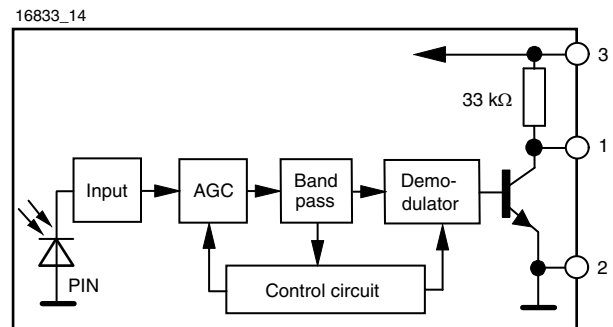 16833_14
3
33 kΩ
1
Input
AGC
Band
pass
Demo-
dulator
2
PIN
Control circuit